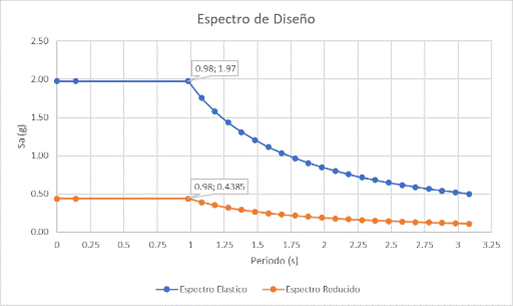 Espectro de Diseño
2.50
2.00
1.50
1.00
0.50
0.00
Sa (g)
0.98; 1.97
0.98; 0.4385
0 0.25 0.5 0.75 1 1.25 1.5 1.75 2 2.25 2.5 2.75 3 3.25
Periodo (s)
Espectro Elastico Espectro Reducido